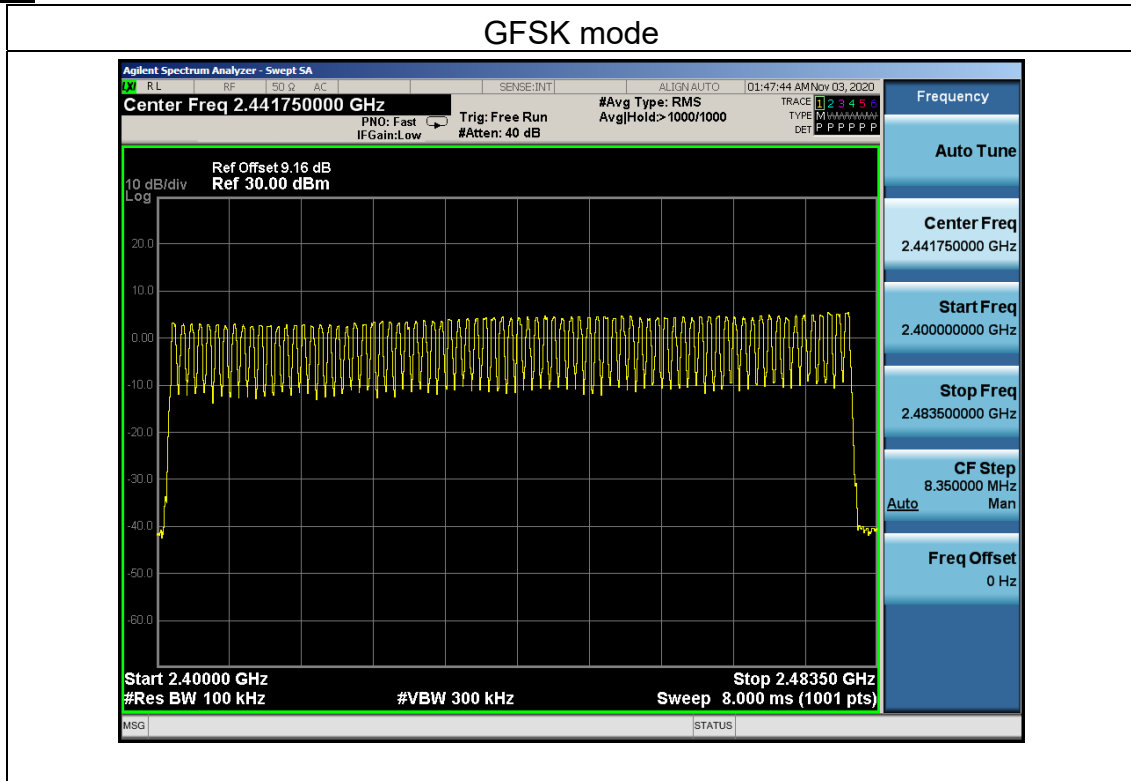 GFSK mode
Agilent Spectrum Analyzer - Swept SA
LXI RL RF 50 Ω AC SENSE:INT ALIGN AUTO 01:47:44 AM Nov 03, 2020
Center Freq 2.441750000 GHz
PNO: Fast
IFGain:Low
Trig: Free Run
#Atten: 40 dB
#Avg Type: RMS
Avg|Hold:>1000/1000
TRACE 1 2 3 4 5 6
TYPE M WWWWW
DET P P P P P P
Ref Offset 9.16 dB
10 dB/div Ref 30.00 dBm
Log
20.0
10.0
0.00
-10.0
-20.0
-30.0
-40.0
-50.0
-60.0
Start 2.40000 GHz Stop 2.48350 GHz
#Res BW 100 kHz #VBW 300 kHz Sweep 8.000 ms (1001 pts)
MSG STATUS
Frequency
Auto Tune
Center Freq
2.441750000 GHz
Start Freq
2.400000000 GHz
Stop Freq
2.483500000 GHz
CF Step
8.350000 MHz
Auto Man
Freq Offset
0 Hz